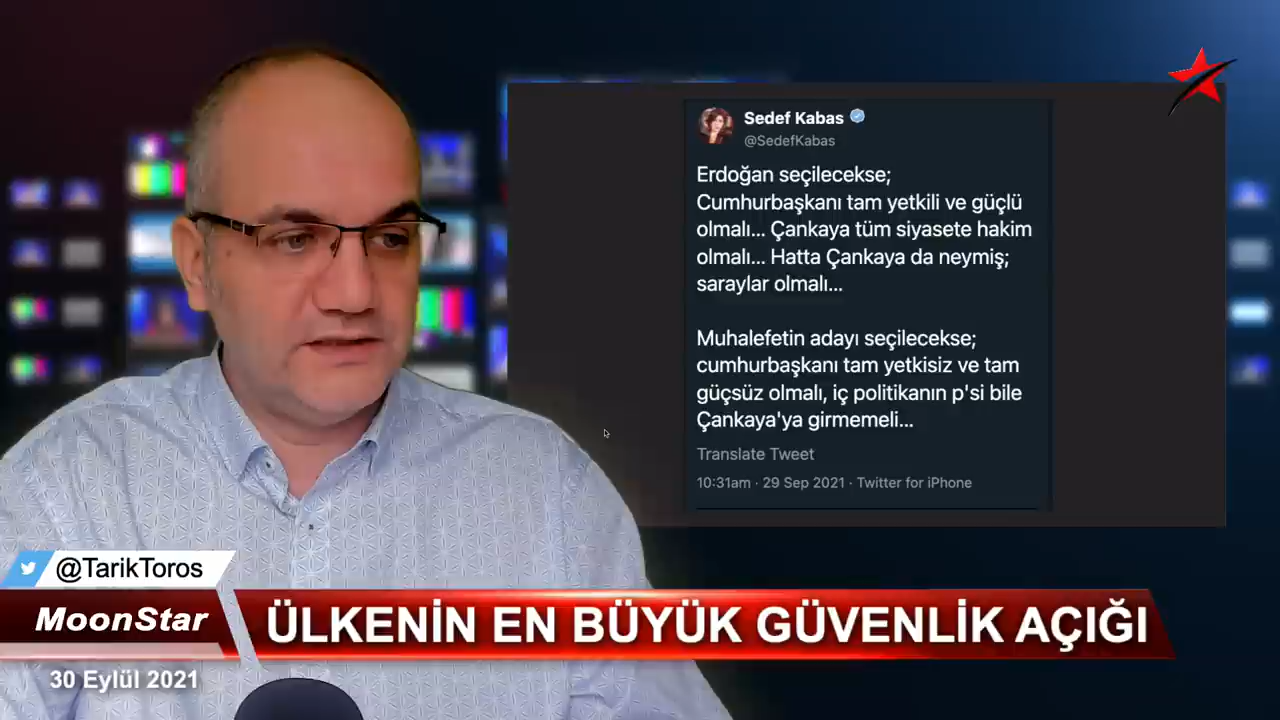 Sedef Kabas
@SedefKabas
Erdoğan seçilecekse;
Cumhurbaşkanı tam yetkili ve güçlü
olmalı... Çankaya tüm siyasete hakim
olmalı... Hatta Çankaya da neymiş;
saraylar olmalı...
Muhalefetin adayı seçilecekse;
cumhurbaşkanı tam yetkisiz ve tam
güçsüz olmalı, iç politikanın p'si bile
Çankaya'ya girmemeli...
Translate Tweet
10:31am · 29 Sep 2021 · Twitter for iPhone
@TarikToros
MoonStar
ÜLKENİN EN BÜYÜK GÜVENLİK AÇIĞI
30 Eylül 2021